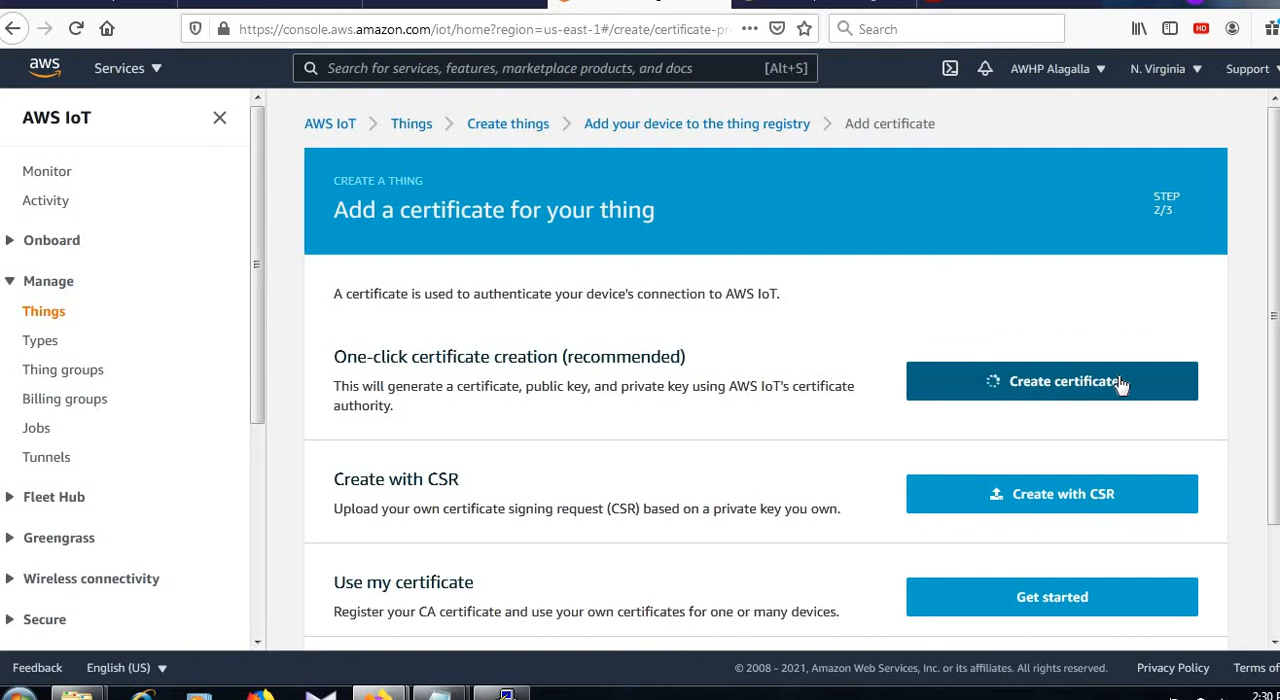 https://console.aws.amazon.com/iot/home?region=us-east-1#/create/certificate-pr
Search
HD
aws
Services
Search for services, features, marketplace products, and docs
[Alt+S]
AWHP Alagalla
N. Virginia
Support
AWS IoT
Monitor
Activity
Onboard
Manage
Things
Types
Thing groups
Billing groups
Jobs
Tunnels
Fleet Hub
Greengrass
Wireless connectivity
Secure
AWS IoT > Things > Create things > Add your device to the thing registry > Add certificate
CREATE A THING
Add a certificate for your thing
STEP
2/3
A certificate is used to authenticate your device's connection to AWS IoT.
One-click certificate creation (recommended)
This will generate a certificate, public key, and private key using AWS IoT's certificate
authority.
Create certificate
Create with CSR
Upload your own certificate signing request (CSR) based on a private key you own.
Create with CSR
Use my certificate
Register your CA certificate and use your own certificates for one or many devices.
Get started
Feedback
English (US)
© 2008 - 2021, Amazon Web Services, Inc. or its affiliates. All rights reserved.
Privacy Policy
Terms of
2:30